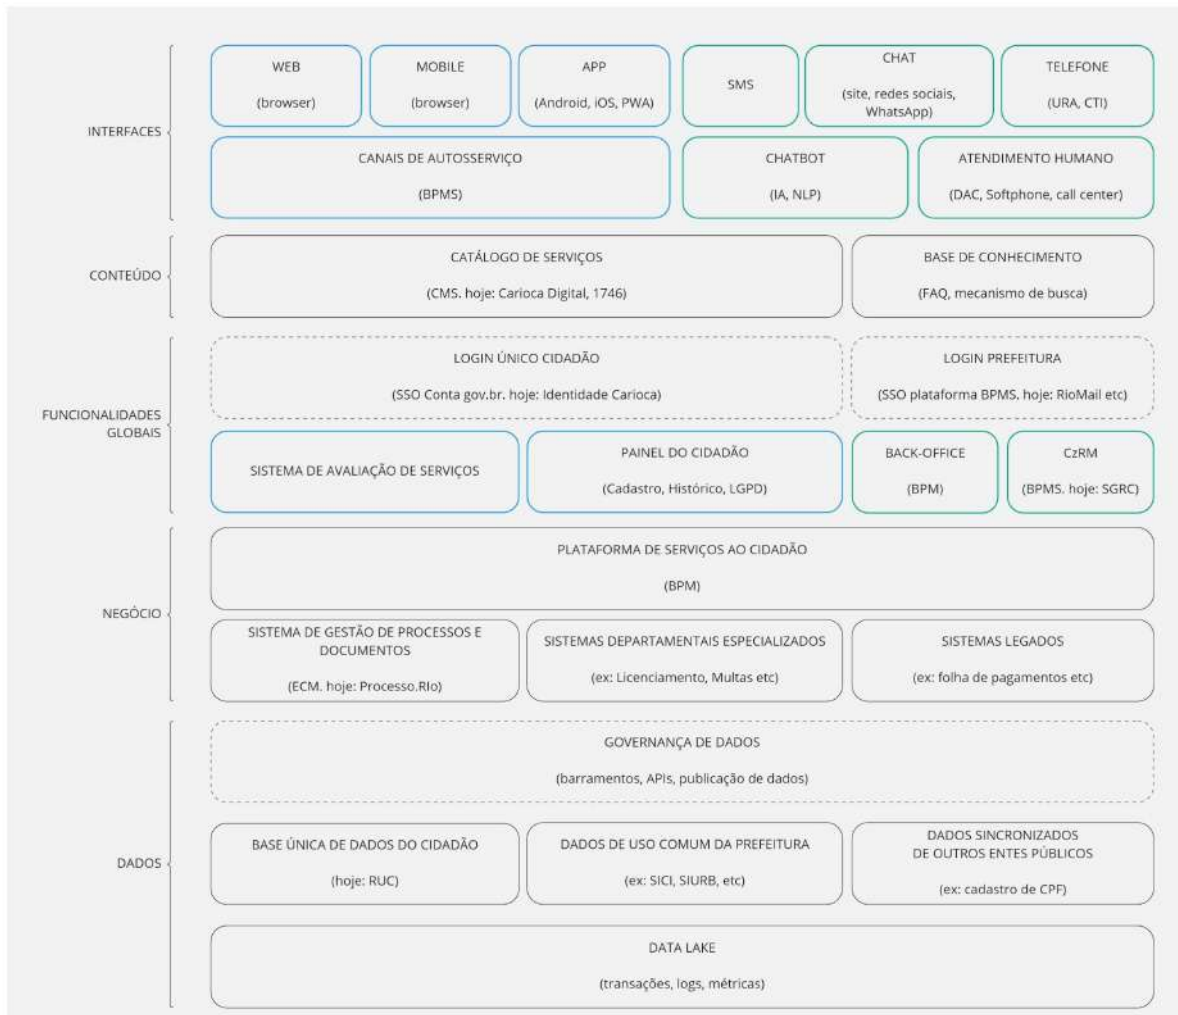 INTERFACES
WEB
(browser)
MOBILE
(browser)
APP
(Android, iOS, PWA)
SMS
CHAT
(site, redes sociais,
WhatsApp)
TELEFONE
(URA, CTI)
CANAIS DE AUTOSSERVIÇO
(BPMS)
CHATBOT
(IA, NLP)
ATENDIMENTO HUMANO
(DAC, Softphone, call center)
CONTEÚDO
CATÁLOGO DE SERVIÇOS
(CMS. hoje: Carioca Digital, 1746)
BASE DE CONHECIMENTO
(FAQ, mecanismo de busca)
FUNCIONALIDADES
GLOBAIS
LOGIN ÚNICO CIDADÃO
(SSO Conta gov.br. hoje: Identidade Carioca)
LOGIN PREFEITURA
(SSO plataforma BPMS. hoje: RioMail etc)
SISTEMA DE AVALIAÇÃO DE SERVIÇOS
PAINEL DO CIDADÃO
(Cadastro, Histórico, LGPD)
BACK-OFFICE
(BPM)
CzRM
(BPMS. hoje: SGRC)
NEGÓCIO
PLATAFORMA DE SERVIÇOS AO CIDADÃO
(BPM)
SISTEMA DE GESTÃO DE PROCESSOS E
DOCUMENTOS
(ECM. hoje: Processo.RIo)
SISTEMAS DEPARTAMENTAIS ESPECIALIZADOS
(ex: Licenciamento, Multas etc)
SISTEMAS LEGADOS
(ex: folha de pagamentos etc)
DADOS
GOVERNANÇA DE DADOS
(barramentos, APIs, publicação de dados)
BASE ÚNICA DE DADOS DO CIDADÃO
(hoje: RUC)
DADOS DE USO COMUM DA PREFEITURA
(ex: SICI, SIURB, etc)
DADOS SINCRONIZADOS
DE OUTROS ENTES PÚBLICOS
(ex: cadastro de CPF)
DATA LAKE
(transações, logs, métricas)